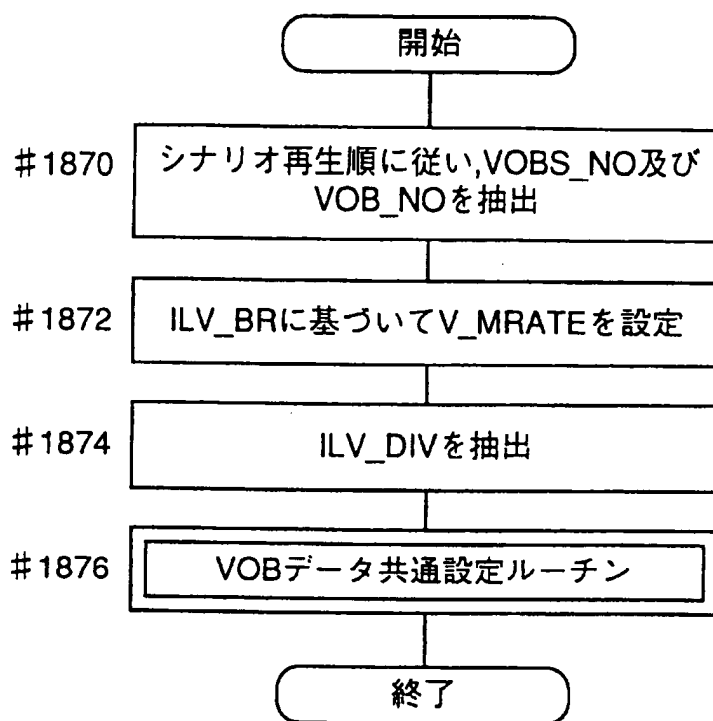 開始
#1870
シナリオ再生順に従い,VOBS_NO及び
VOB_NOを抽出
#1872
ILV_BRに基づいてV_MRATEを設定
#1874
ILV_DIVを抽出
#1876
VOBデータ共通設定ルーチン
終了